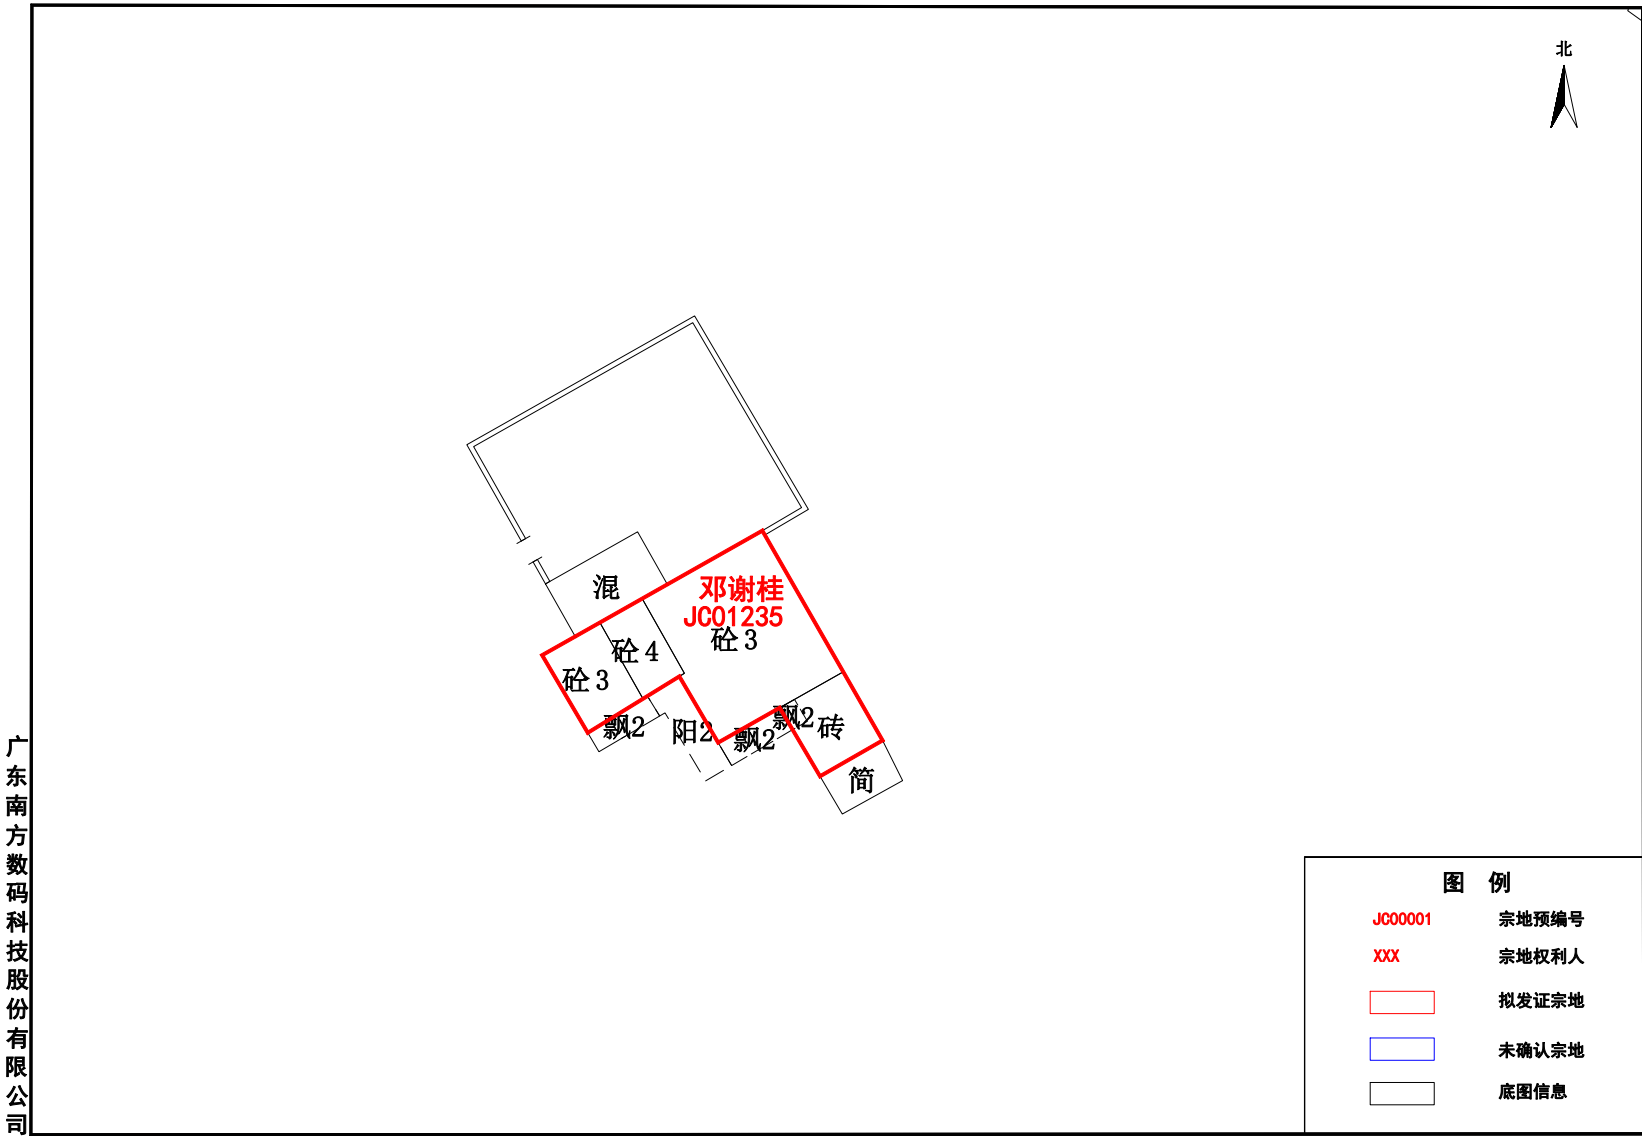 北
混
邓谢桂
JC01235
砼3
砼4
砼3
飘2
阳2
飘2
飘2
砖
简
广东南方数码科技股份有限公司
图 例
JC00001 宗地预编号
XXX 宗地权利人
拟发证宗地
未确认宗地
底图信息